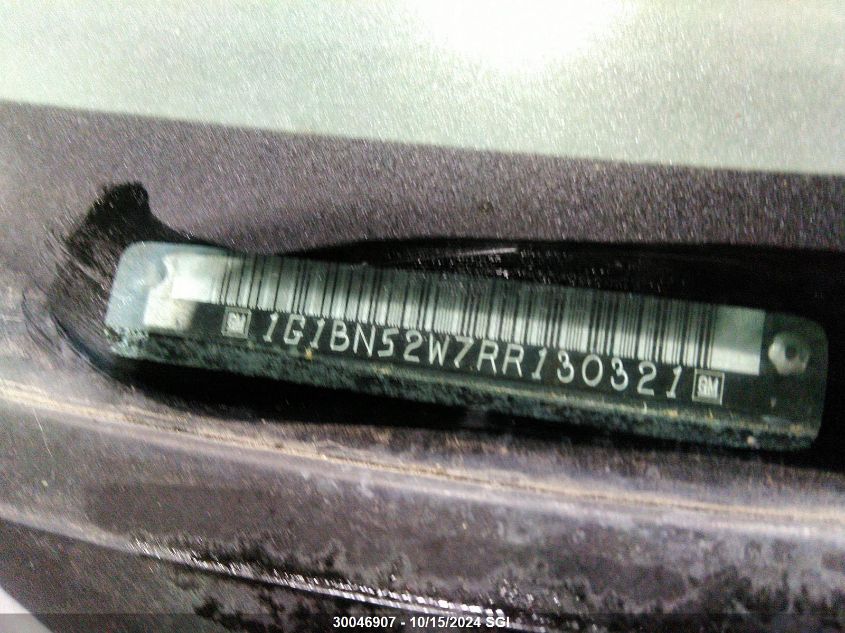 GM 1G1BN52W7RR130321 GM
30046907 - 10/15/2024 SGI